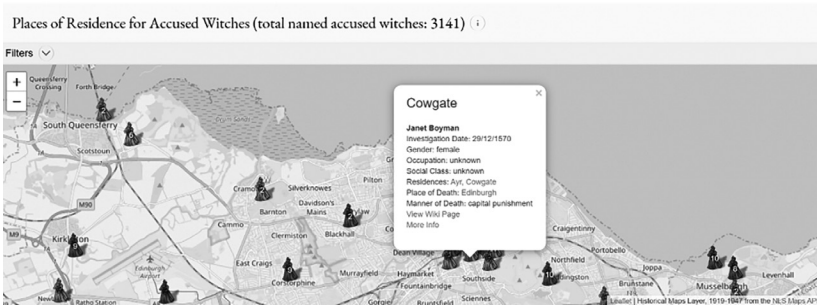 Places of Residence for Accused Witches (total named accused witches: 3141) i
Filters
+
−
Queensferry
Crossing
Forth Bridge
South Queensferry
Scotstoun
M90
M9
Kirkliston
Edinburgh
Airport
Ratho Station
Cramond
Silverknowes
Pilton
Barnton
Davidson's
Mains
Cammo
Clermiston
Blackhall
East Craigs
Corstorphine
Murrayfield
Haymarket
Fountainbridge
Gorgie
Bruntsfield
Dean Village
Southside
Sciennes
×
Cowgate
Janet Boyman
Investigation Date: 29/12/1570
Gender: female
Occupation: unknown
Social Class: unknown
Residences: Ayr, Cowgate
Place of Death: Edinburgh
Manner of Death: capital punishment
View Wiki Page
More Info
Craigentinny
Portobello
Northfield
Joppa
Brunstane
Musselburgh
Levenhall
10
10
Leaflet | Historical Maps Layer, 1919-1947 from the NLS Maps API